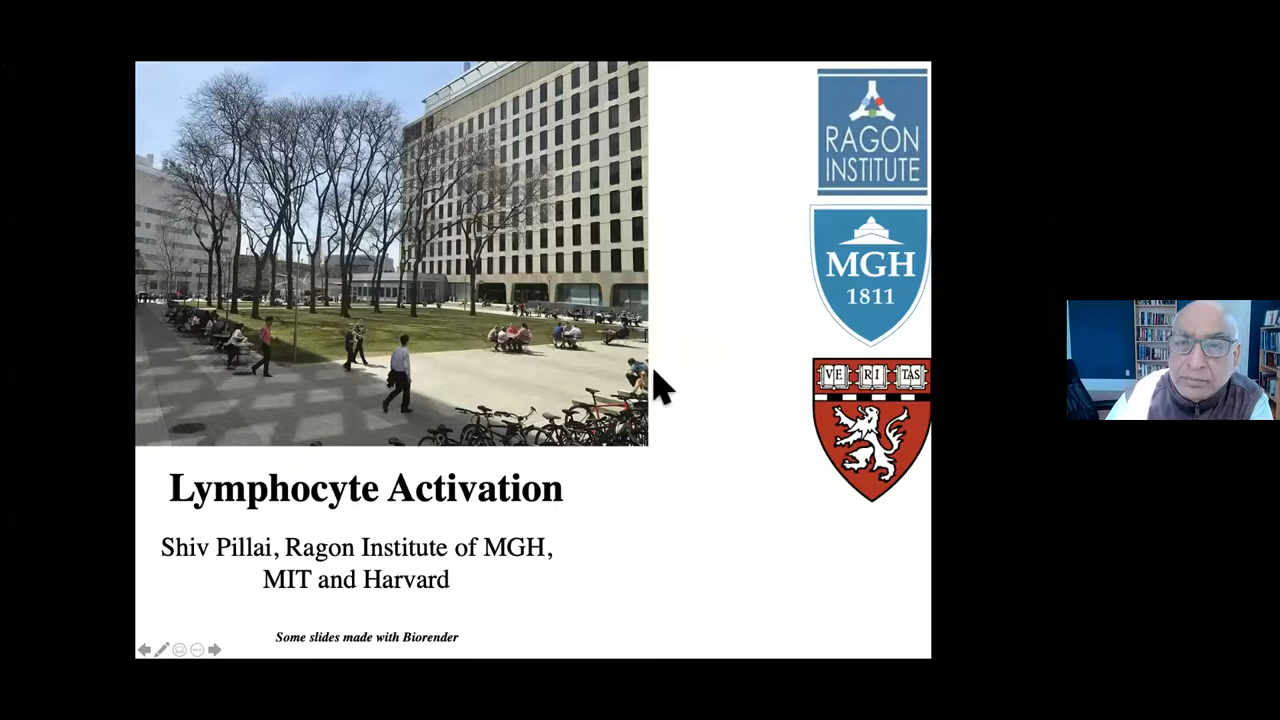 RAGON
INSTITUTE
MGH
1811
VE RI TAS
Lymphocyte Activation
Shiv Pillai, Ragon Institute of MGH,
MIT and Harvard
Some slides made with Biorender